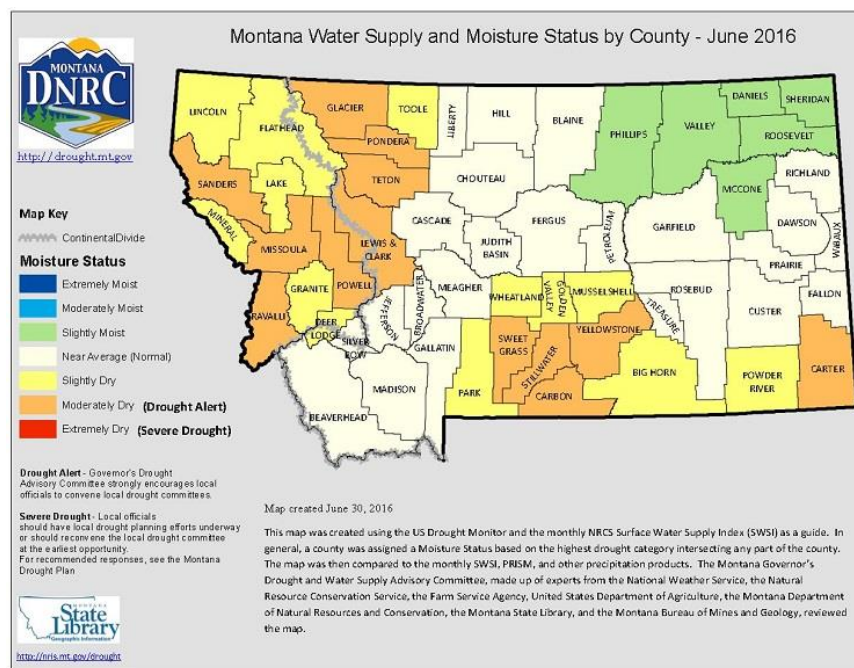 Montana Water Supply and Moisture Status by County - June 2016
MONTANA
DNRC
http://drought.mt.gov
Map Key
ContinentalDivide
Moisture Status
Extremely Moist
Moderately Moist
Slightly Moist
Near Average (Normal)
Slightly Dry
Moderately Dry (Drought Alert)
Extremely Dry (Severe Drought)
Drought Alert - Governor's Drought
Advisory Committee strongly encourages local
officials to convene local drought committees.
Severe Drought - Local officials
should have local drought planning efforts underway
or should reconvene the local drought committee
at the earliest opportunity.
For recommended responses, see the Montana
Drought Plan
MONTANA
State
Library
Geographic Information
http://nris.mt.gov/drought
LINCOLN
FLATHEAD
GLACIER
TOOLE
LIBERTY
HILL
BLAINE
PHILLIPS
VALLEY
DANIELS
SHERIDAN
ROOSEVELT
PONDERA
SANDERS
LAKE
TETON
CHOUTEAU
MCCONE
RICHLAND
MINERAL
MISSOULA
LEWIS &
CLARK
CASCADE
FERGUS
PETROLEUM
GARFIELD
DAWSON
WIBAUX
JUDITH
BASIN
PRAIRIE
GRANITE
POWELL
MEAGHER
WHEATLAND
GOLDEN
VALLEY
MUSSELSHELL
ROSEBUD
TREASURE
CUSTER
FALLON
RAVALLI
DEER
LODGE
SILVER
BOW
JEFFERSON
BROADWATER
GALLATIN
SWEET
GRASS
STILLWATER
YELLOWSTONE
BEAVERHEAD
MADISON
PARK
CARBON
BIG HORN
POWDER
RIVER
CARTER
Map created June 30, 2016
This map was created using the US Drought Monitor and the monthly NRCS Surface Water Supply Index (SWSI) as a guide. In
general, a county was assigned a Moisture Status based on the highest drought category intersecting any part of the county.
The map was then compared to the monthly SWSI, PRISM, and other precipitation products. The Montana Governor's
Drought and Water Supply Advisory Committee, made up of experts from the National Weather Service, the Natural
Resource Conservation Service, the Farm Service Agency, United States Department of Agriculture, the Montana Department
of Natural Resources and Conservation, the Montana State Library, and the Montana Bureau of Mines and Geology, reviewed
the map.